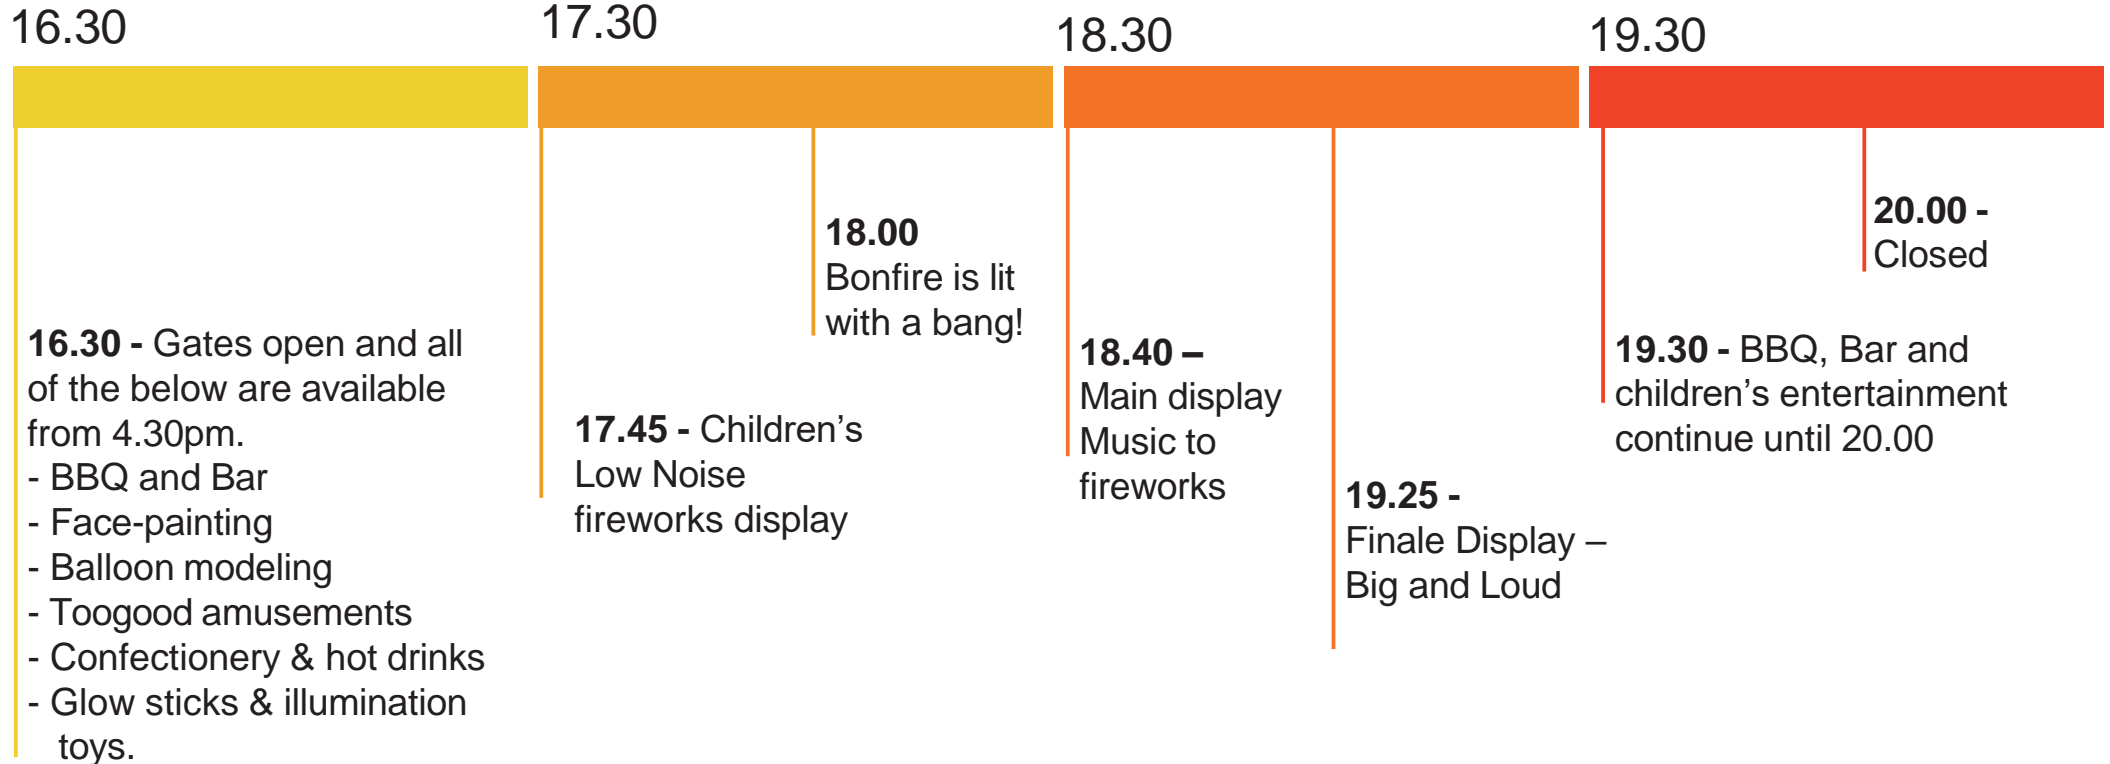 16.30
17.30
18.30
19.30
16.30 - Gates open and all
of the below are available
from 4.30pm.
- BBQ and Bar
- Face-painting
- Balloon modeling
- Toogood amusements
- Confectionery & hot drinks
- Glow sticks & illumination
toys.
17.45 - Children’s
Low Noise
fireworks display
18.00
Bonfire is lit
with a bang!
18.40 –
Main display
Music to
fireworks
19.25 -
Finale Display –
Big and Loud
19.30 - BBQ, Bar and
children’s entertainment
continue until 20.00
20.00 -
Closed